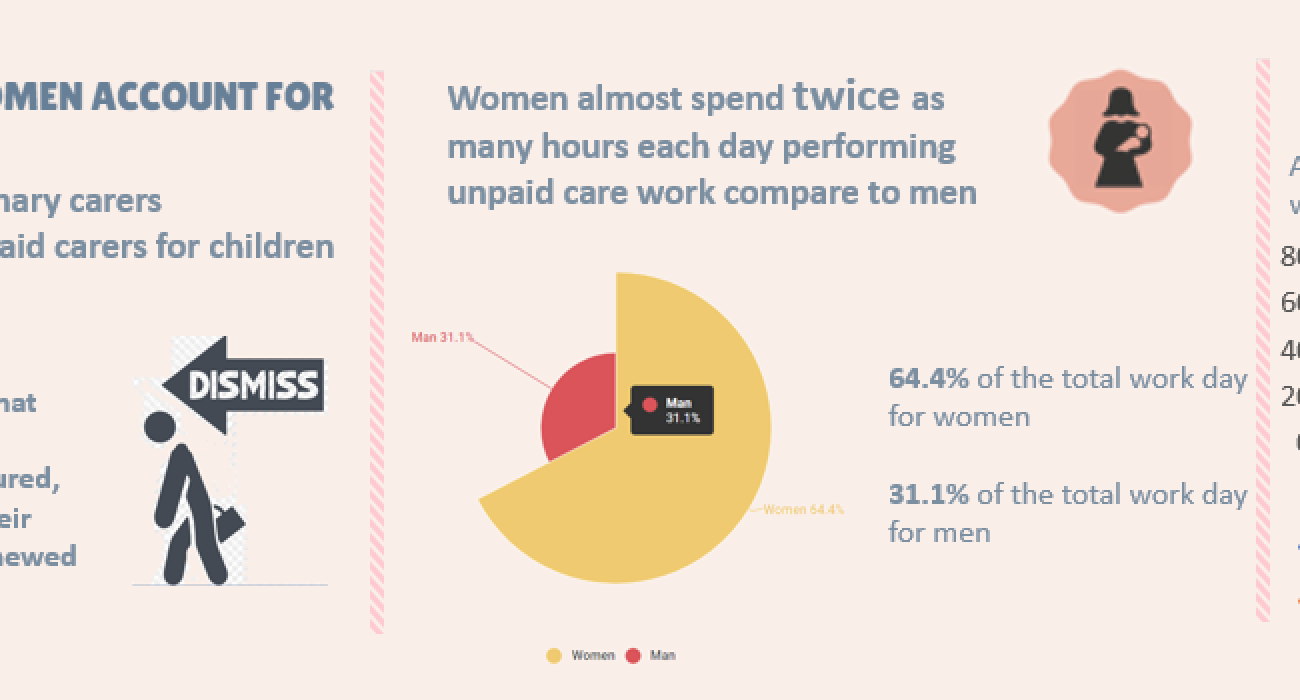 OMEN ACCOUNT FOR
nary carers
aid carers for children
DISMISS
nat
ured,
eir
newed
Women almost spend twice as
many hours each day performing
unpaid care work compare to men
Man 31.1%
Man
31.1%
Women 64.4%
64.4% of the total work day
for women
31.1% of the total work day
for men
Women Man
80
60
40
20
0